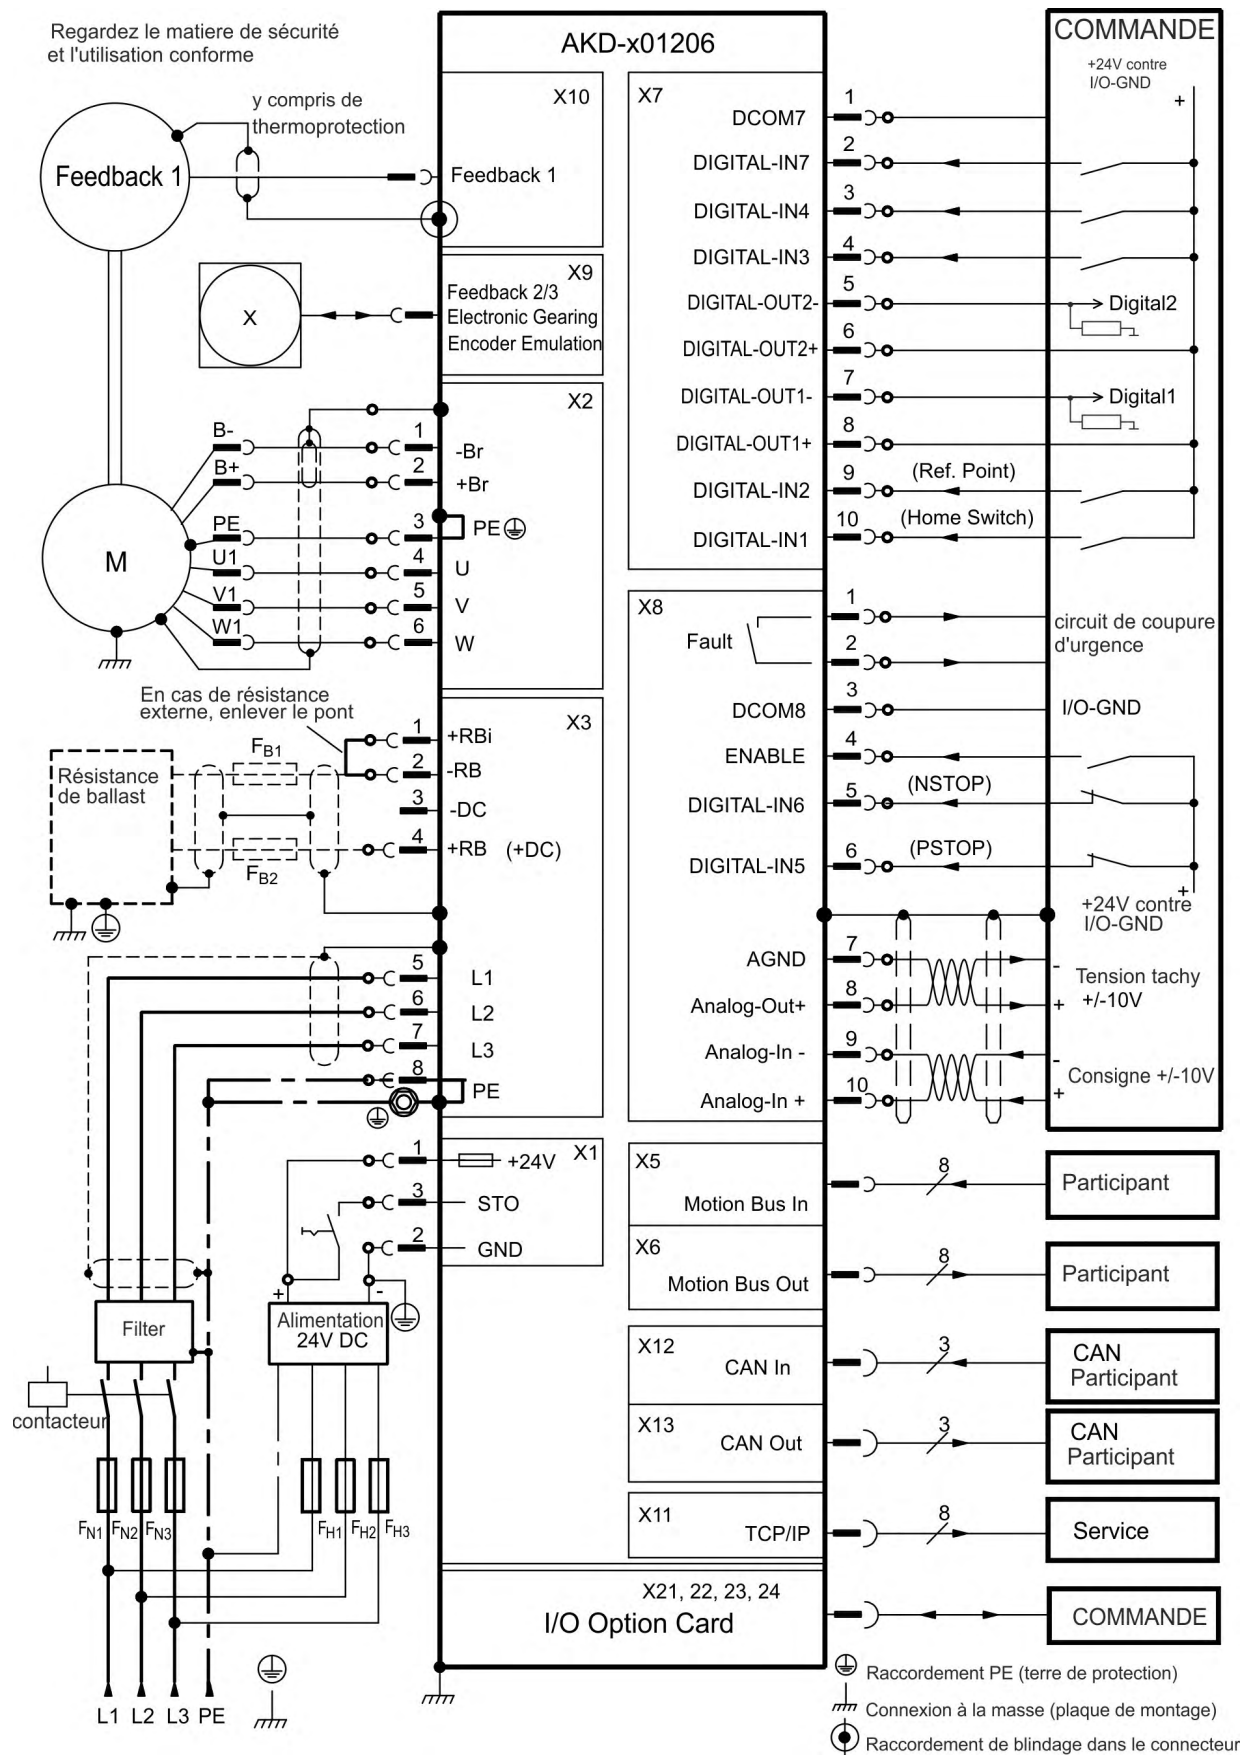 Regardez le matiere de sécurité
et l'utilisation conforme
AKD-x01206
COMMANDE
+24V contre
I/O-GND
+
y compris de
thermoprotection
Feedback 1
X10
Feedback 1
X9
Feedback 2/3
Electronic Gearing
Encoder Emulation
X
X2
B- 1 -Br
B+ 2 +Br
PE 3 PE
U1 4 U
V1 5 V
W1 6 W
M
En cas de résistance
externe, enlever le pont
X3
FB1
1 +RBi
2 -RB
3 -DC
4 +RB (+DC)
Résistance
de ballast
FB2
5 L1
6 L2
7 L3
8 PE
X1
1 +24V
3 STO
2 GND
+ -
Alimentation
24V DC
Filter
contacteur
FN1 FN2 FN3
FH1 FH2 FH3
L1 L2 L3 PE
X7
DCOM7 1
DIGITAL-IN7 2
DIGITAL-IN4 3
DIGITAL-IN3 4
DIGITAL-OUT2- 5 Digital2
DIGITAL-OUT2+ 6
DIGITAL-OUT1- 7 Digital1
DIGITAL-OUT1+ 8
DIGITAL-IN2 9 (Ref. Point)
DIGITAL-IN1 10 (Home Switch)
X8
Fault 1
2
circuit de coupure
d'urgence
DCOM8 3 I/O-GND
ENABLE 4
DIGITAL-IN6 5 (NSTOP)
DIGITAL-IN5 6 (PSTOP)
+
+24V contre
I/O-GND
AGND 7 -
Tension tachy
+/-10V
Analog-Out+ 8 +
Analog-In - 9 -
Consigne +/-10V
Analog-In + 10 +
X5
Motion Bus In 8 Participant
X6
Motion Bus Out 8 Participant
X12
CAN In 3 CAN
Participant
X13
CAN Out 3 CAN
Participant
X11
TCP/IP 8 Service
X21, 22, 23, 24
I/O Option Card
COMMANDE
Raccordement PE (terre de protection)
Connexion à la masse (plaque de montage)
Raccordement de blindage dans le connecteur